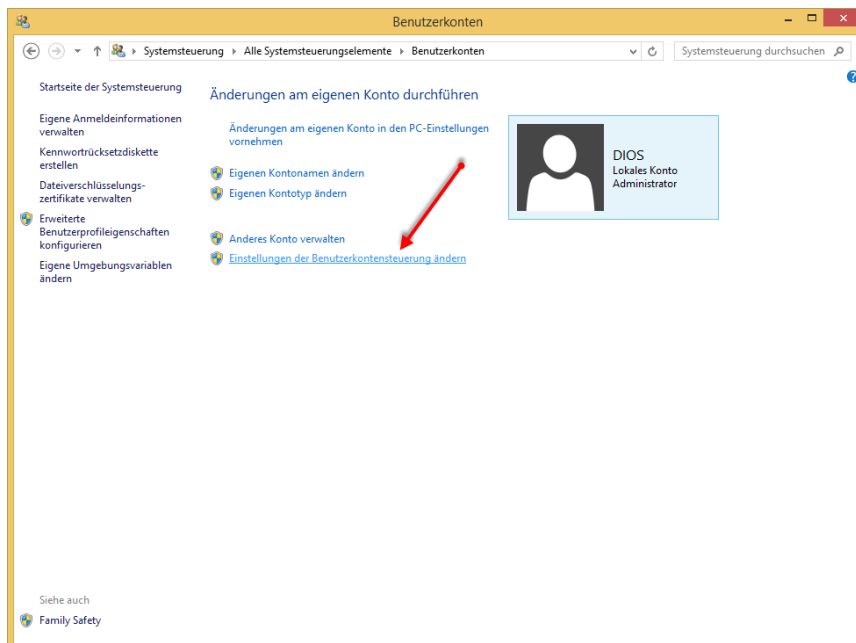 Benutzerkonten
Systemsteuerung Alle Systemsteuerungselemente Benutzerkonten
Systemsteuerung durchsuchen
Startseite der Systemsteuerung
Eigene Anmeldeinformationen
verwalten
Kennwortrücksetzdiskette
erstellen
Dateiverschlüsselungs-
zertifikate verwalten
Erweiterte
Benutzerprofileigenschaften
konfigurieren
Eigene Umgebungsvariablen
ändern
Änderungen am eigenen Konto durchführen
Änderungen am eigenen Konto in den PC-Einstellungen
vornehmen
Eigenen Kontonamen ändern
Eigenen Kontotyp ändern
Anderes Konto verwalten
Einstellungen der Benutzerkontensteuerung ändern
DIOS
Lokales Konto
Administrator
Siehe auch
Family Safety